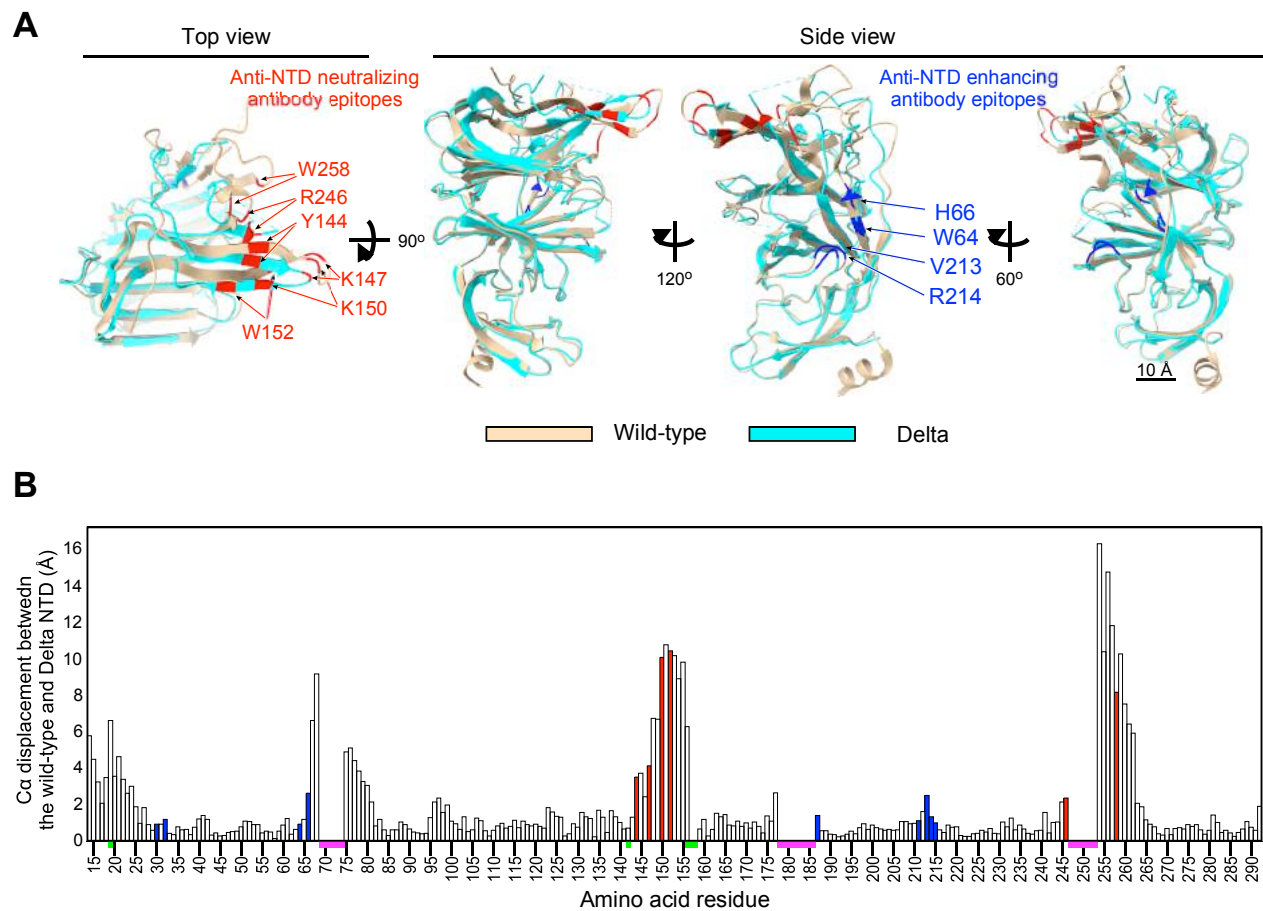 A
Top view
Side view
Anti-NTD neutralizing
antibody epitopes
Anti-NTD enhancing
antibody epitopes
W258
R246
Y144
K147
K150
W152
90º
120º
H66
W64
V213
R214
60º
10 Å
Wild-type
Delta
B
Cα displacement betwedn
the wild-type and Delta NTD (Å)
16
14
12
10
8
6
4
2
0
15 20 25 30 35 40 45 50 55 60 65 70 75 80 85 90 95 100 105 110 115 120 125 130 135 140 145 150 155 160 165 170 175 180 185 190 195 200 205 210 215 220 225 230 235 240 245 250 255 260 265 270 275 280 285 290
Amino acid residue